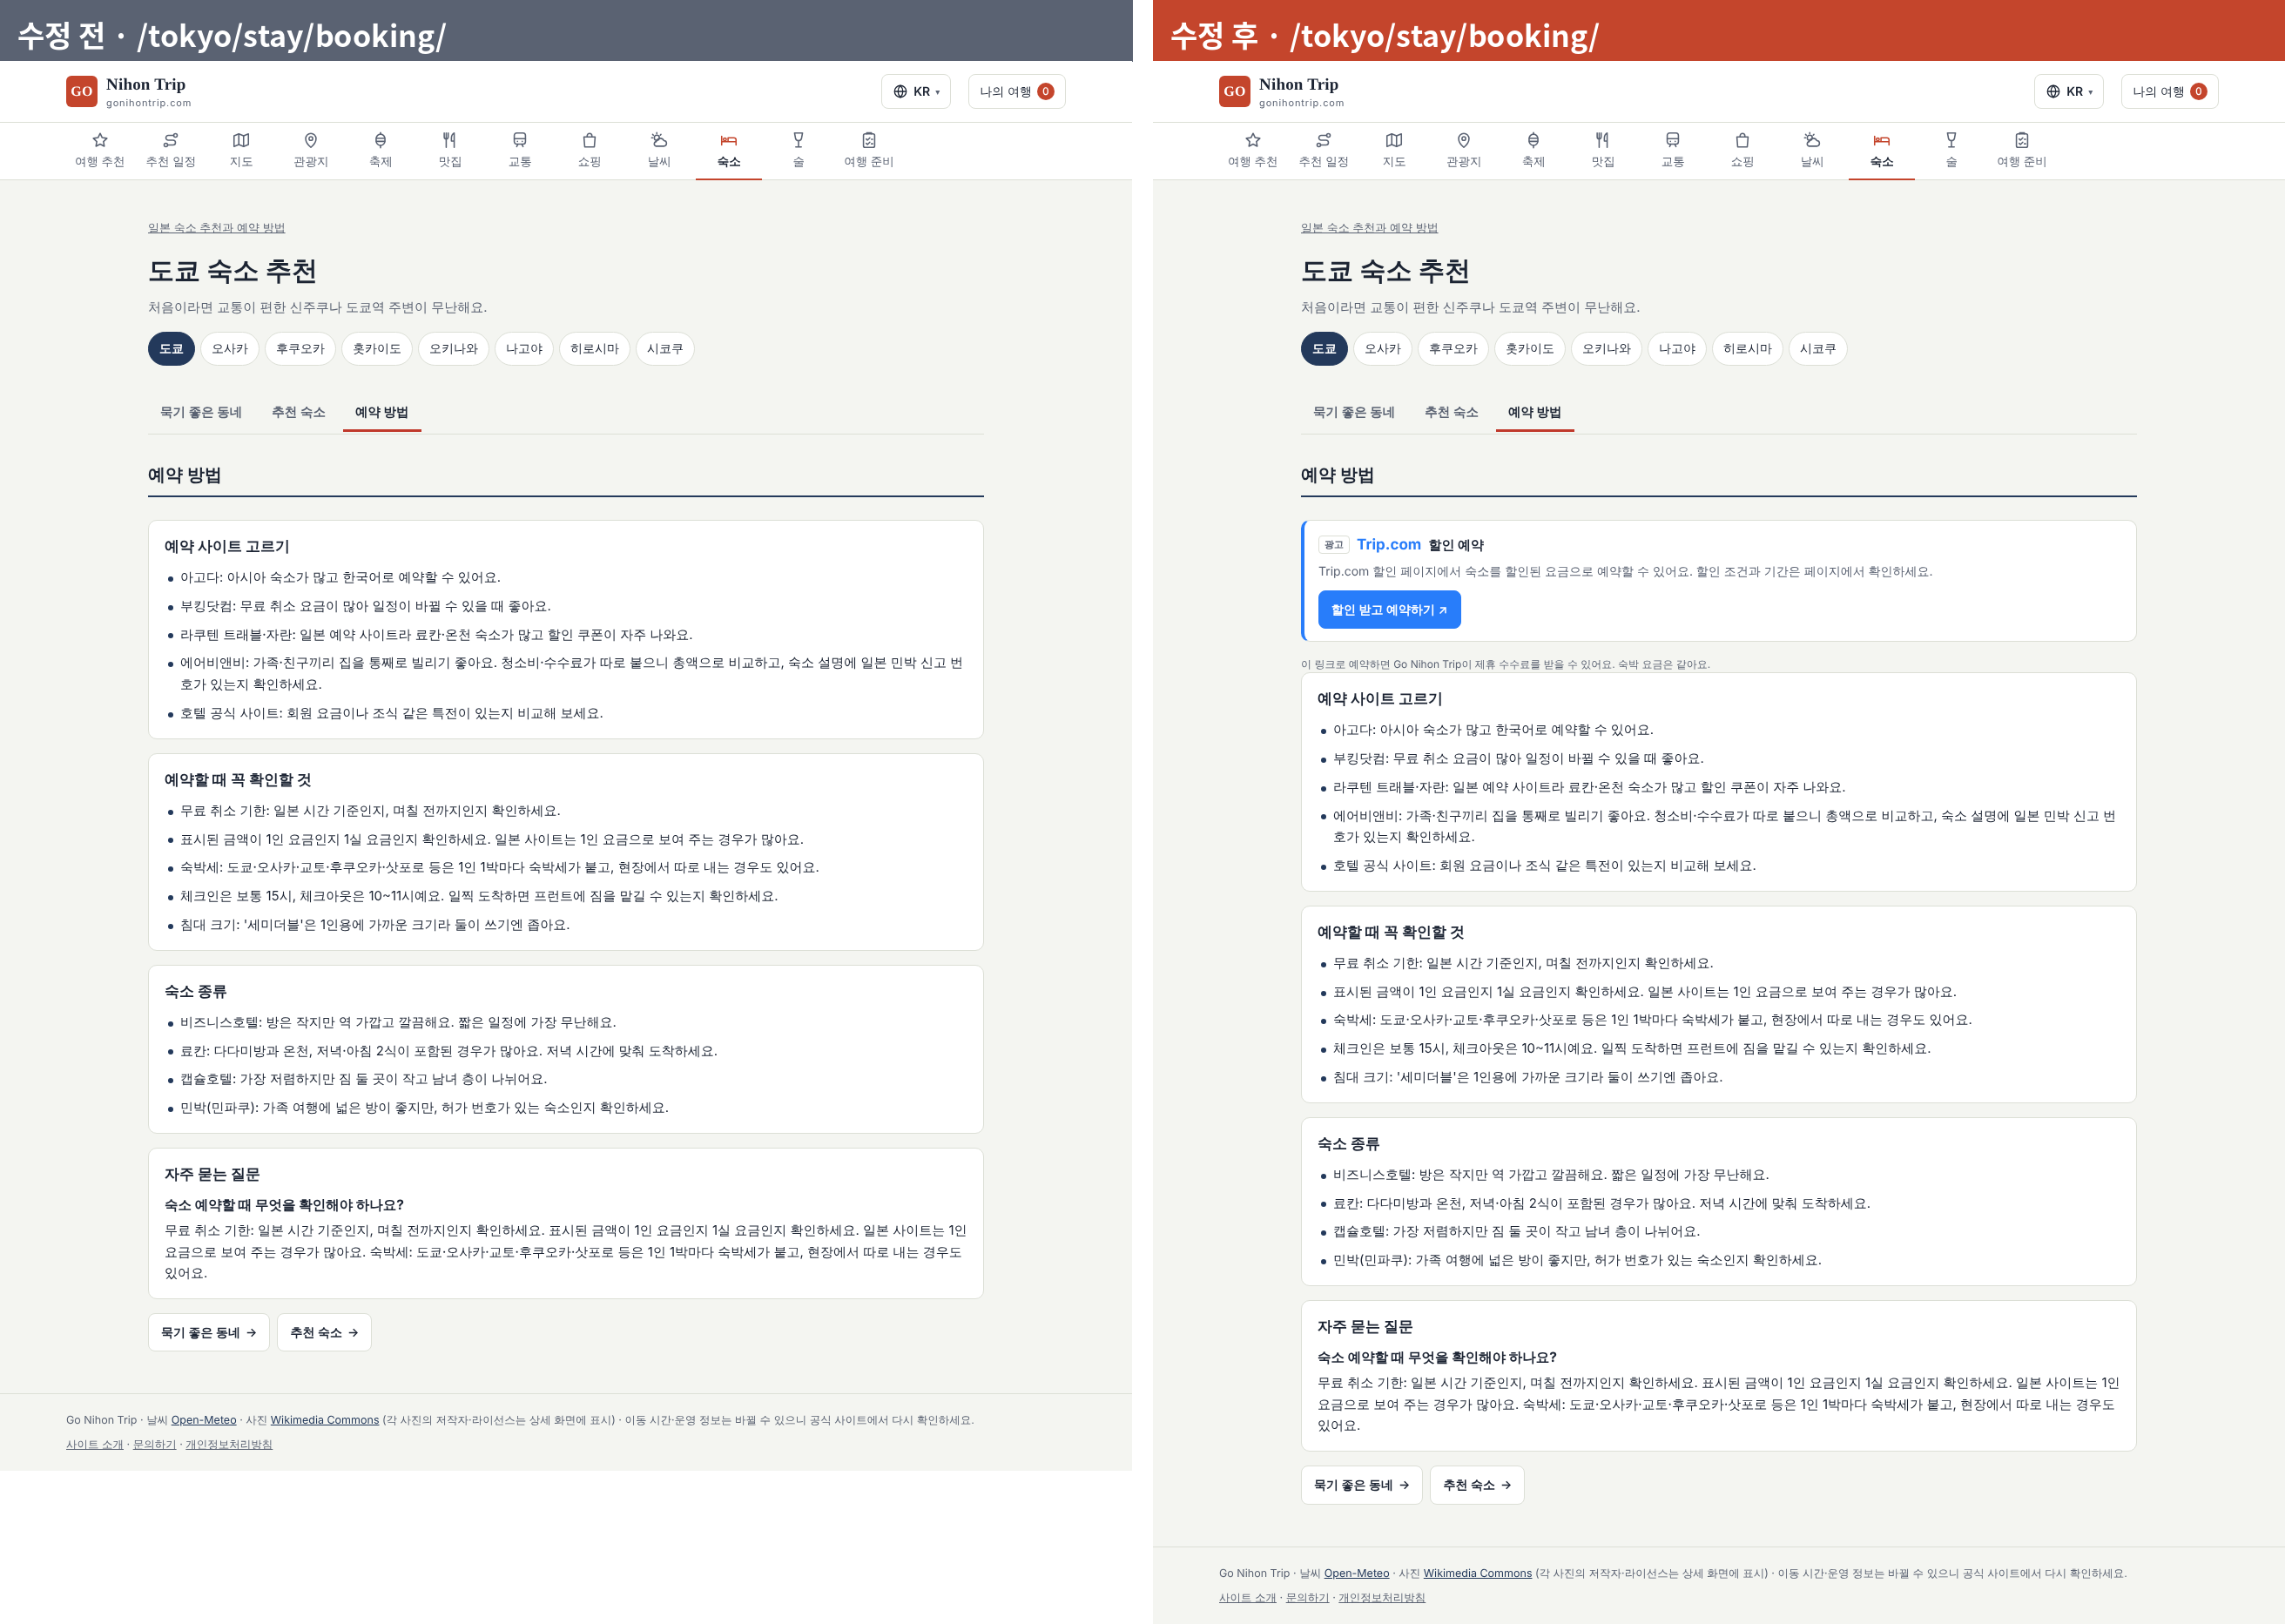 수정 전 · /tokyo/stay/booking/
GO
Nihon Trip
gonihontrip.com
KR ▾
나의 여행 0
여행 추천
추천 일정
지도
관광지
축제
맛집
교통
쇼핑
날씨
숙소
술
여행 준비
일본 숙소 추천과 예약 방법
도쿄 숙소 추천
처음이라면 교통이 편한 신주쿠나 도쿄역 주변이 무난해요.
도쿄
오사카
후쿠오카
홋카이도
오키나와
나고야
히로시마
시코쿠
묵기 좋은 동네
추천 숙소
예약 방법
예약 방법
예약 사이트 고르기
• 아고다: 아시아 숙소가 많고 한국어로 예약할 수 있어요.
• 부킹닷컴: 무료 취소 요금이 많아 일정이 바뀔 수 있을 때 좋아요.
• 라쿠텐 트래블·자란: 일본 예약 사이트라 료칸·온천 숙소가 많고 할인 쿠폰이 자주 나와요.
• 에어비앤비: 가족·친구끼리 집을 통째로 빌리기 좋아요. 청소비·수수료가 따로 붙으니 총액으로 비교하고, 숙소 설명에 일본 민박 신고 번
호가 있는지 확인하세요.
• 호텔 공식 사이트: 회원 요금이나 조식 같은 특전이 있는지 비교해 보세요.
예약할 때 꼭 확인할 것
• 무료 취소 기한: 일본 시간 기준인지, 며칠 전까지인지 확인하세요.
• 표시된 금액이 1인 요금인지 1실 요금인지 확인하세요. 일본 사이트는 1인 요금으로 보여 주는 경우가 많아요.
• 숙박세: 도쿄·오사카·교토·후쿠오카·삿포로 등은 1인 1박마다 숙박세가 붙고, 현장에서 따로 내는 경우도 있어요.
• 체크인은 보통 15시, 체크아웃은 10~11시예요. 일찍 도착하면 프런트에 짐을 맡길 수 있는지 확인하세요.
• 침대 크기: '세미더블'은 1인용에 가까운 크기라 둘이 쓰기엔 좁아요.
숙소 종류
• 비즈니스호텔: 방은 작지만 역 가깝고 깔끔해요. 짧은 일정에 가장 무난해요.
• 료칸: 다다미방과 온천, 저녁·아침 2식이 포함된 경우가 많아요. 저녁 시간에 맞춰 도착하세요.
• 캡슐호텔: 가장 저렴하지만 짐 둘 곳이 작고 남녀 층이 나뉘어요.
• 민박(민파쿠): 가족 여행에 넓은 방이 좋지만, 허가 번호가 있는 숙소인지 확인하세요.
자주 묻는 질문
숙소 예약할 때 무엇을 확인해야 하나요?
무료 취소 기한: 일본 시간 기준인지, 며칠 전까지인지 확인하세요. 표시된 금액이 1인 요금인지 1실 요금인지 확인하세요. 일본 사이트는 1인
요금으로 보여 주는 경우가 많아요. 숙박세: 도쿄·오사카·교토·후쿠오카·삿포로 등은 1인 1박마다 숙박세가 붙고, 현장에서 따로 내는 경우도
있어요.
묵기 좋은 동네 →
추천 숙소 →
Go Nihon Trip · 날씨 Open-Meteo · 사진 Wikimedia Commons (각 사진의 저작자·라이선스는 상세 화면에 표시) · 이동 시간·운영 정보는 바뀔 수 있으니 공식 사이트에서 다시 확인하세요.
사이트 소개 · 문의하기 · 개인정보처리방침
수정 후 · /tokyo/stay/booking/
GO
Nihon Trip
gonihontrip.com
KR ▾
나의 여행 0
여행 추천
추천 일정
지도
관광지
축제
맛집
교통
쇼핑
날씨
숙소
술
여행 준비
일본 숙소 추천과 예약 방법
도쿄 숙소 추천
처음이라면 교통이 편한 신주쿠나 도쿄역 주변이 무난해요.
도쿄
오사카
후쿠오카
홋카이도
오키나와
나고야
히로시마
시코쿠
묵기 좋은 동네
추천 숙소
예약 방법
예약 방법
광고 Trip.com 할인 예약
Trip.com 할인 페이지에서 숙소를 할인된 요금으로 예약할 수 있어요. 할인 조건과 기간은 페이지에서 확인하세요.
할인 받고 예약하기 ↗
이 링크로 예약하면 Go Nihon Trip이 제휴 수수료를 받을 수 있어요. 숙박 요금은 같아요.
예약 사이트 고르기
• 아고다: 아시아 숙소가 많고 한국어로 예약할 수 있어요.
• 부킹닷컴: 무료 취소 요금이 많아 일정이 바뀔 수 있을 때 좋아요.
• 라쿠텐 트래블·자란: 일본 예약 사이트라 료칸·온천 숙소가 많고 할인 쿠폰이 자주 나와요.
• 에어비앤비: 가족·친구끼리 집을 통째로 빌리기 좋아요. 청소비·수수료가 따로 붙으니 총액으로 비교하고, 숙소 설명에 일본 민박 신고 번
호가 있는지 확인하세요.
• 호텔 공식 사이트: 회원 요금이나 조식 같은 특전이 있는지 비교해 보세요.
예약할 때 꼭 확인할 것
• 무료 취소 기한: 일본 시간 기준인지, 며칠 전까지인지 확인하세요.
• 표시된 금액이 1인 요금인지 1실 요금인지 확인하세요. 일본 사이트는 1인 요금으로 보여 주는 경우가 많아요.
• 숙박세: 도쿄·오사카·교토·후쿠오카·삿포로 등은 1인 1박마다 숙박세가 붙고, 현장에서 따로 내는 경우도 있어요.
• 체크인은 보통 15시, 체크아웃은 10~11시예요. 일찍 도착하면 프런트에 짐을 맡길 수 있는지 확인하세요.
• 침대 크기: '세미더블'은 1인용에 가까운 크기라 둘이 쓰기엔 좁아요.
숙소 종류
• 비즈니스호텔: 방은 작지만 역 가깝고 깔끔해요. 짧은 일정에 가장 무난해요.
• 료칸: 다다미방과 온천, 저녁·아침 2식이 포함된 경우가 많아요. 저녁 시간에 맞춰 도착하세요.
• 캡슐호텔: 가장 저렴하지만 짐 둘 곳이 작고 남녀 층이 나뉘어요.
• 민박(민파쿠): 가족 여행에 넓은 방이 좋지만, 허가 번호가 있는 숙소인지 확인하세요.
자주 묻는 질문
숙소 예약할 때 무엇을 확인해야 하나요?
무료 취소 기한: 일본 시간 기준인지, 며칠 전까지인지 확인하세요. 표시된 금액이 1인 요금인지 1실 요금인지 확인하세요. 일본 사이트는 1인
요금으로 보여 주는 경우가 많아요. 숙박세: 도쿄·오사카·교토·후쿠오카·삿포로 등은 1인 1박마다 숙박세가 붙고, 현장에서 따로 내는 경우도
있어요.
묵기 좋은 동네 →
추천 숙소 →
Go Nihon Trip · 날씨 Open-Meteo · 사진 Wikimedia Commons (각 사진의 저작자·라이선스는 상세 화면에 표시) · 이동 시간·운영 정보는 바뀔 수 있으니 공식 사이트에서 다시 확인하세요.
사이트 소개 · 문의하기 · 개인정보처리방침